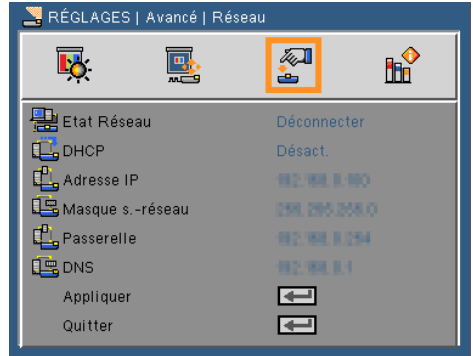 RÉGLAGES | Avancé | Réseau
Etat Réseau Déconnecter
DHCP Désact.
Adresse IP
Masque s.-réseau
Passerelle
DNS
Appliquer
Quitter